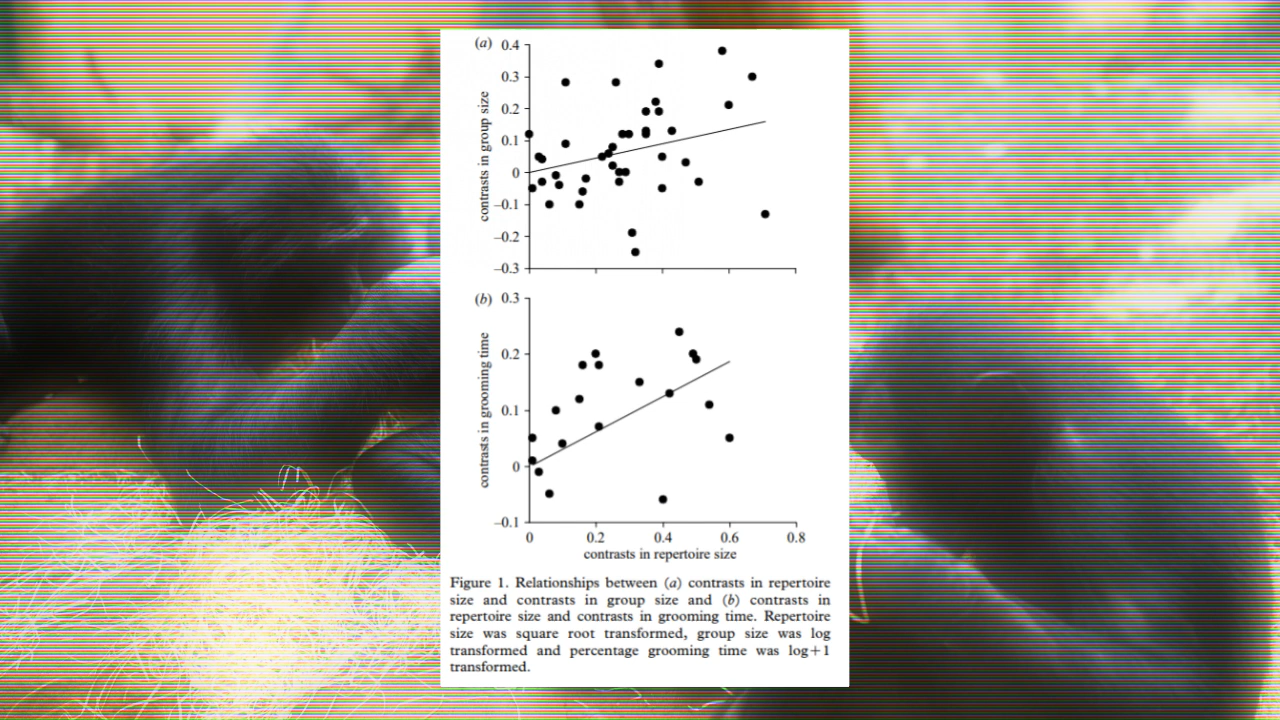 (a) 0.4
0.3
0.2
0.1
0
–0.1
–0.2
–0.3
contrasts in group size
(b) 0.3
0.2
0.1
0
–0.1
contrasts in grooming time
0 0.2 0.4 0.6 0.8
contrasts in repertoire size
Figure 1. Relationships between (a) contrasts in repertoire
size and contrasts in group size and (b) contrasts in
repertoire size and contrasts in grooming time. Repertoire
size was square root transformed, group size was log
transformed and percentage grooming time was log+1
transformed.